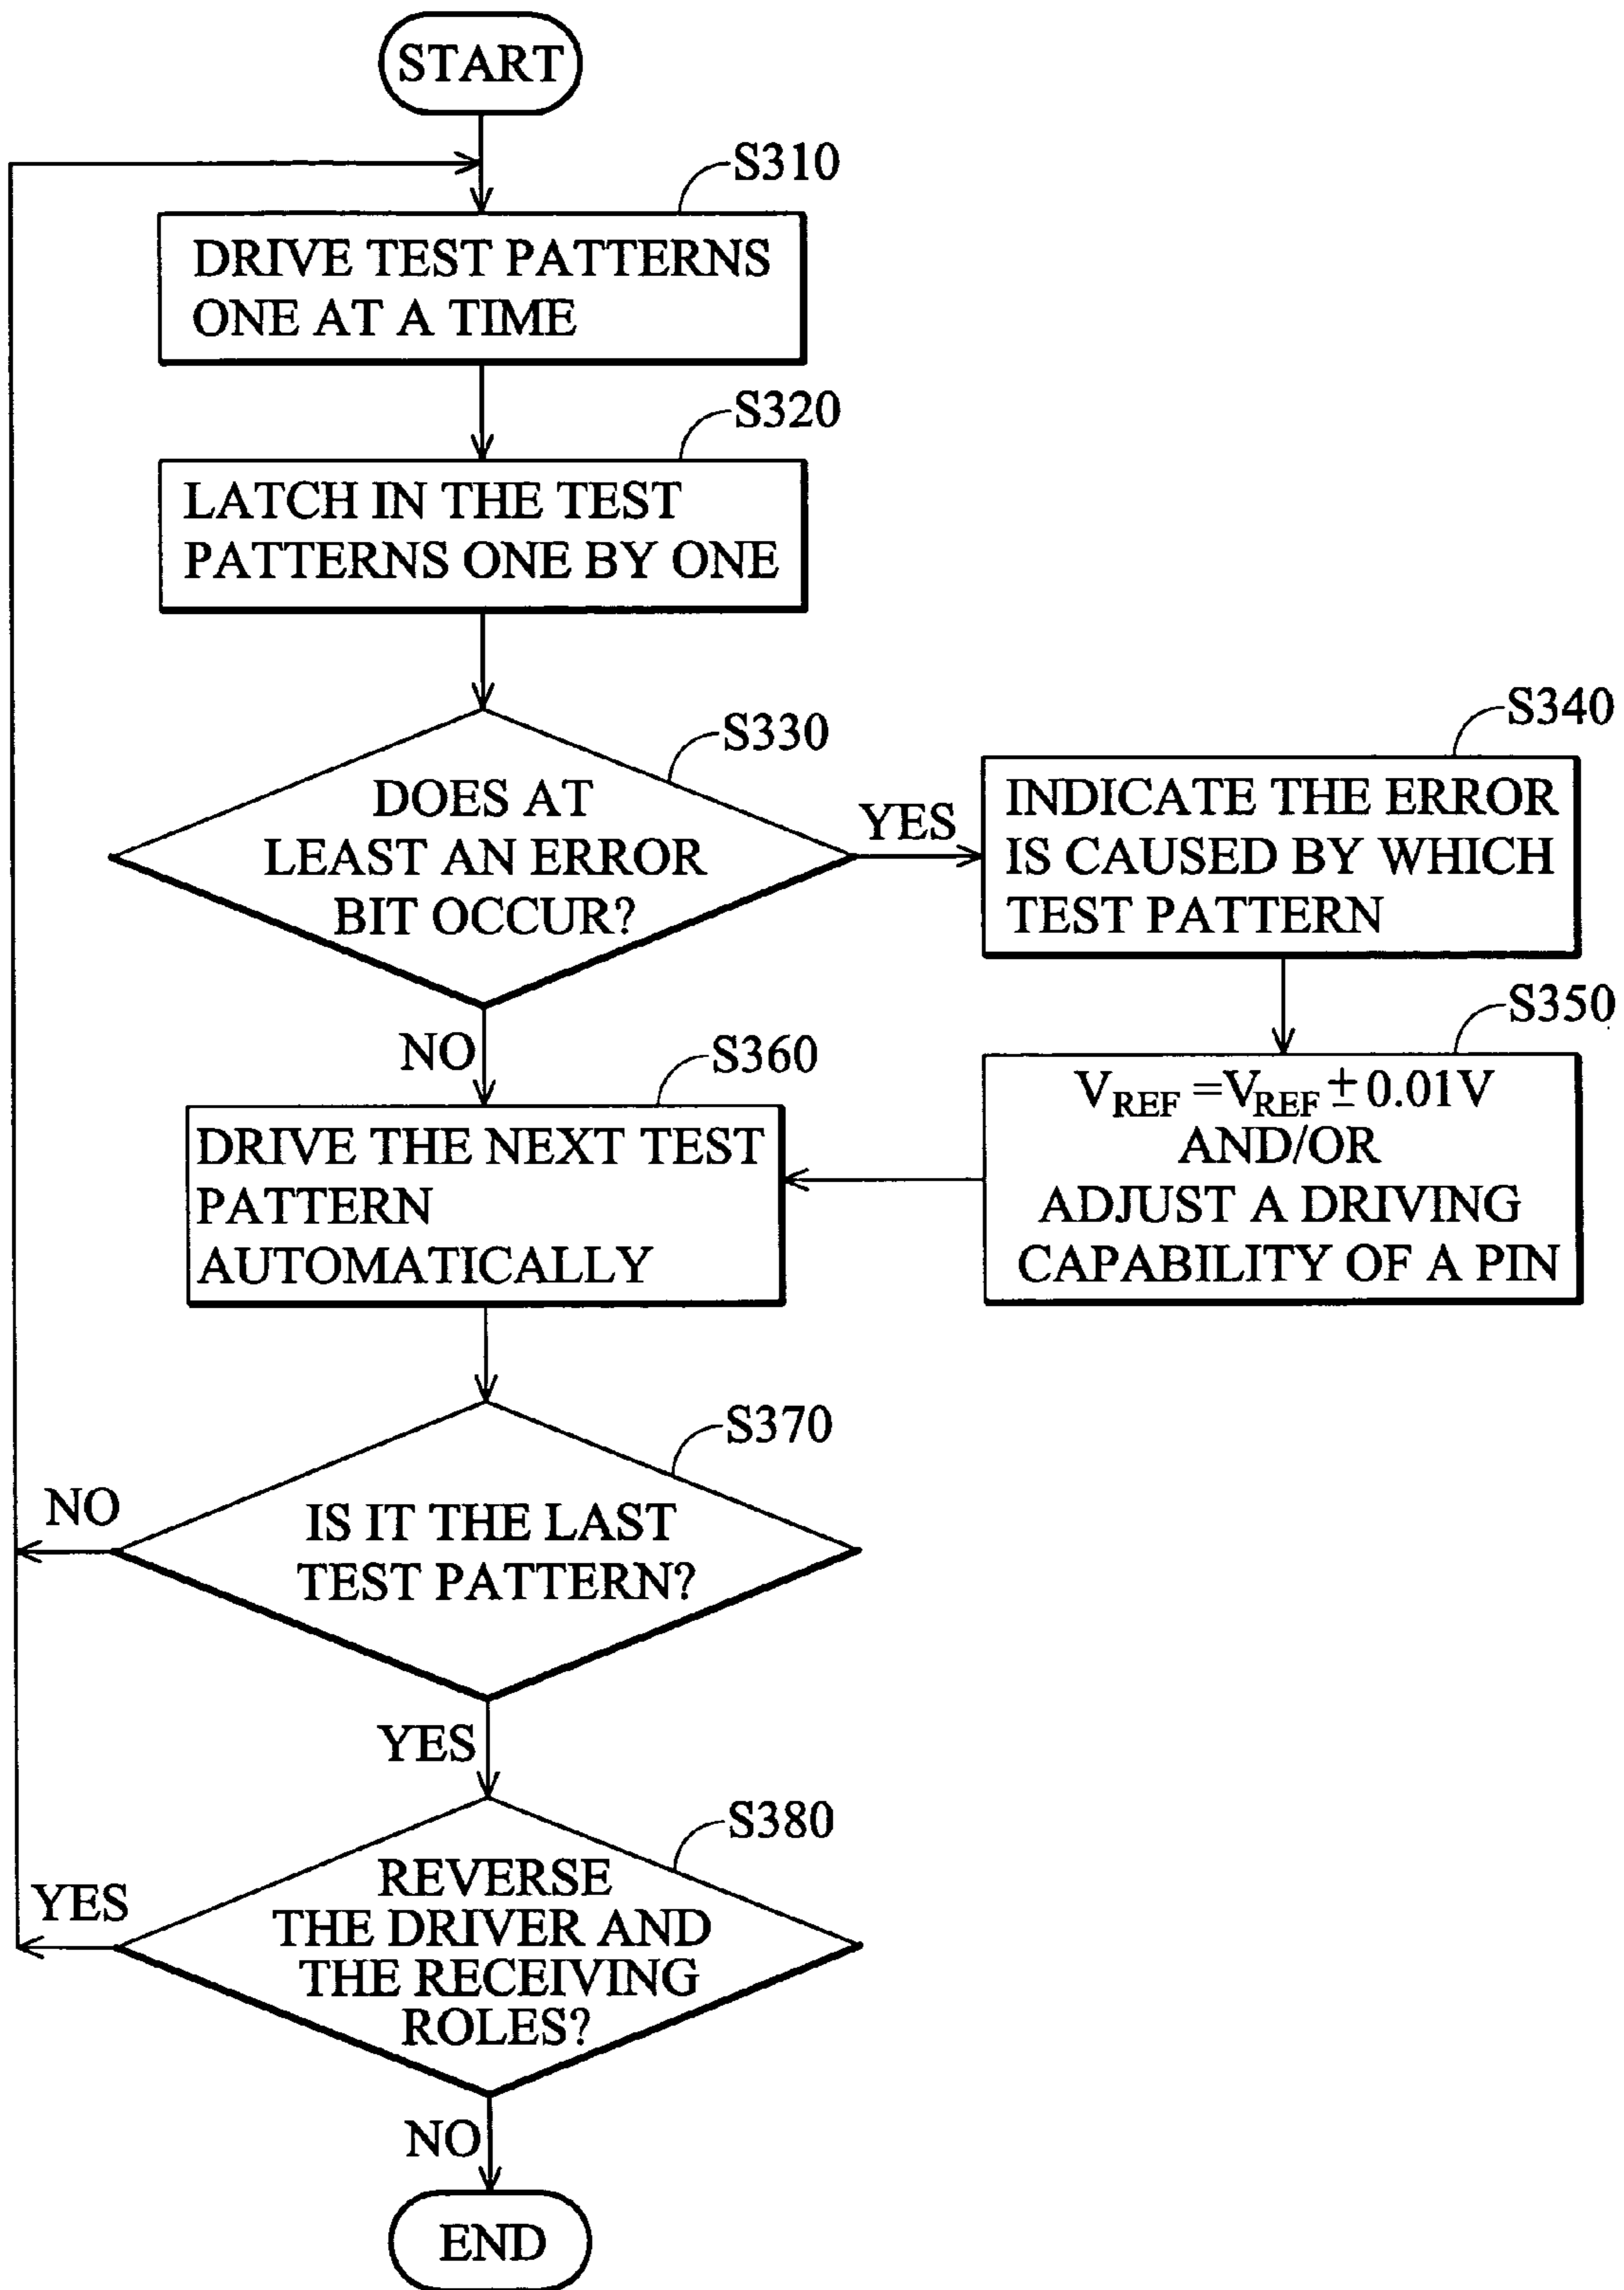 START
S310
DRIVE TEST PATTERNS
ONE AT A TIME
S320
LATCH IN THE TEST
PATTERNS ONE BY ONE
S330
DOES AT
LEAST AN ERROR
BIT OCCUR?
YES
S340
INDICATE THE ERROR
IS CAUSED BY WHICH
TEST PATTERN
S350
VREF =VREF ± 0.01V
AND/OR
ADJUST A DRIVING
CAPABILITY OF A PIN
NO
S360
DRIVE THE NEXT TEST
PATTERN
AUTOMATICALLY
S370
IS IT THE LAST
TEST PATTERN?
NO
YES
S380
REVERSE
THE DRIVER AND
THE RECEIVING
ROLES?
YES
NO
END